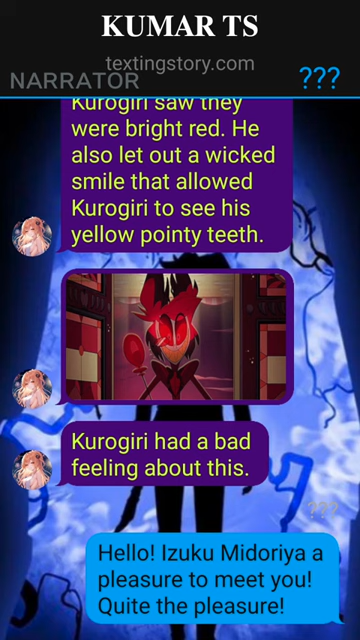 KUMAR TS
textingstory.com
NARRATOR
???
Kurogiri saw they
were bright red. He
also let out a wicked
smile that allowed
Kurogiri to see his
yellow pointy teeth.
Kurogiri had a bad
feeling about this.
???
Hello! Izuku Midoriya a
pleasure to meet you!
Quite the pleasure!